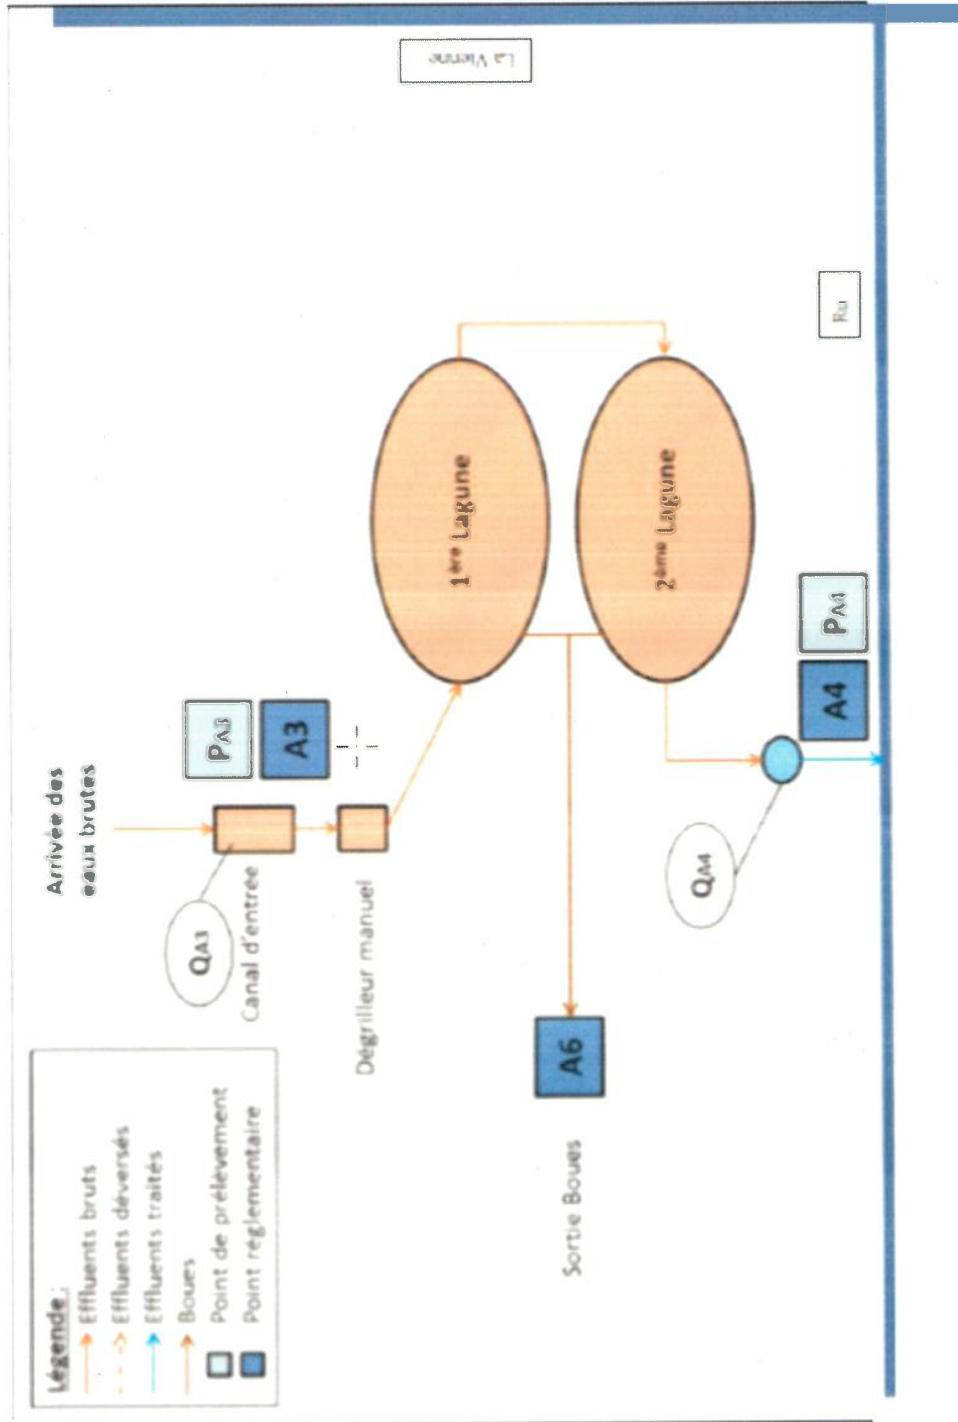 Légende :
Effluents bruts
Effluents déversés
Effluents traités
Boues
Point de prélèvement
Point réglementaire
Arrivée des
eaux brutes
QA3
PA3
A3
Canal d'entrée
Dégrilleur manuel
1ère Lagune
2ème Lagune
A6
Sortie Boues
QA4
A4
PA4
Ru
La Vienne